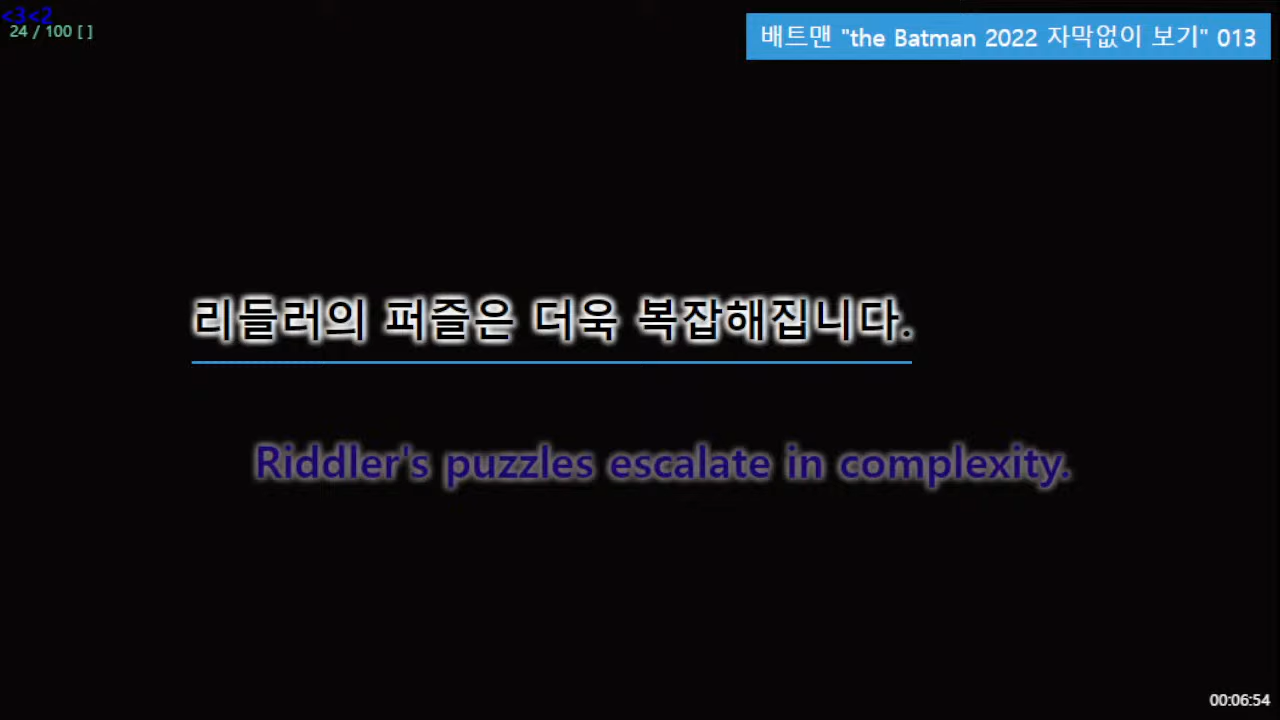 <3<2
24 / 100 [ ]
배트맨 "the Batman 2022 자막없이 보기" 013
리들러의 퍼즐은 더욱 복잡해집니다.
Riddler's puzzles escalate in complexity.
00:06:54